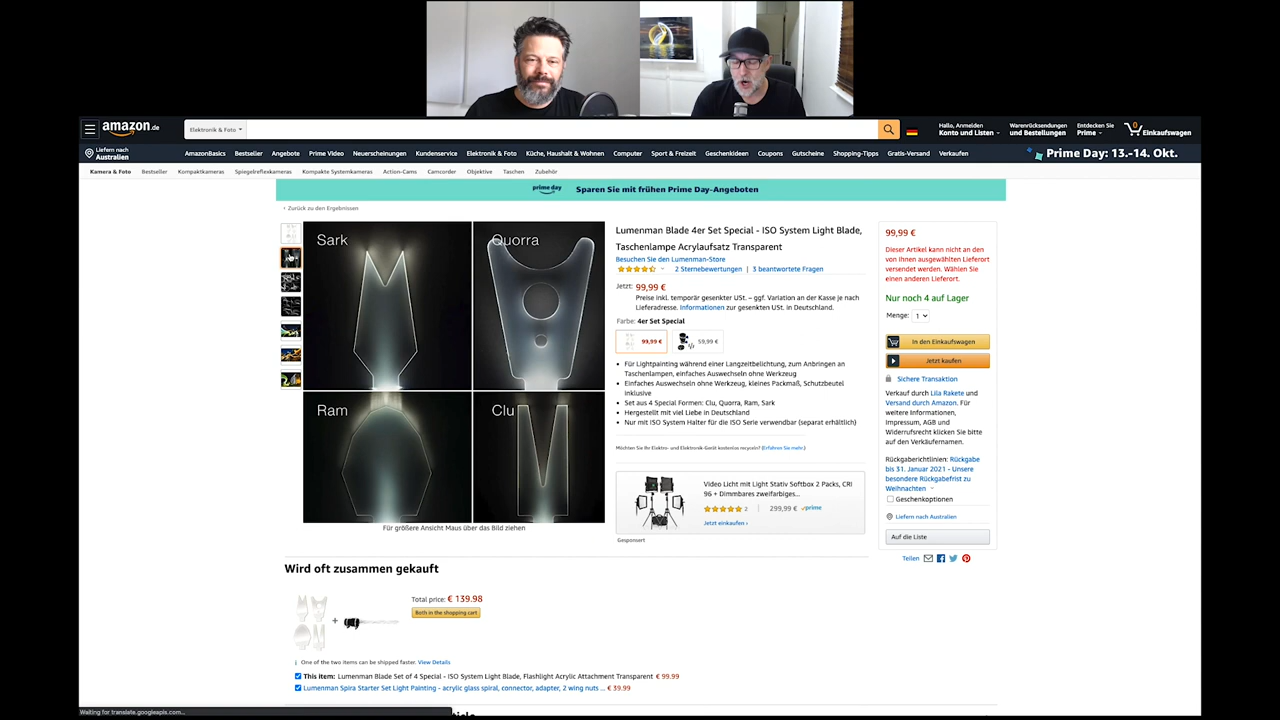 amazon.de
Elektronik & Foto
Hallo, Anmelden
Konto und Listen
Warenrücksendungen
und Bestellungen
Entdecken Sie
Prime
0
Einkaufswagen
Liefern nach
Australien
AmazonBasics Bestseller Angebote Prime Video Neuerscheinungen Kundenservice Elektronik & Foto Küche, Haushalt & Wohnen Computer Sport & Freizeit Geschenkideen Coupons Gutscheine Shopping-Tipps Gratis-Versand Verkaufen
Prime Day: 13.-14. Okt.
Kamera & Foto Bestseller Kompaktkameras Spiegelreflexkameras Kompakte Systemkameras Action-Cams Camcorder Objektive Taschen Zubehör
prime day Sparen Sie mit frühen Prime Day-Angeboten
‹ Zurück zu den Ergebnissen
Sark
Quorra
Ram
Clu
Für größere Ansicht Maus über das Bild ziehen
Lumenman Blade 4er Set Special - ISO System Light Blade,
Taschenlampe Acrylaufsatz Transparent
Besuchen Sie den Lumenman-Store
2 Sternebewertungen | 3 beantwortete Fragen
Jetzt: 99,99 €
Preise inkl. temporär gesenkter USt. – ggf. Variation an der Kasse je nach
Lieferadresse. Informationen zur gesenkten USt. in Deutschland.
Farbe: 4er Set Special
99,99 €
59,99 €
• Für Lightpainting während einer Langzeitbelichtung, zum Anbringen an
Taschenlampen, einfaches Auswechseln ohne Werkzeug
• Einfaches Auswechseln ohne Werkzeug, kleines Packmaß, Schutzbeutel
inklusive
• Set aus 4 Special Formen: Clu, Quorra, Ram, Sark
• Hergestellt mit viel Liebe in Deutschland
• Nur mit ISO System Halter für die ISO Serie verwendbar (separat erhältlich)
Möchten Sie Ihr Elektro- und Elektronik-Gerät kostenlos recyceln? (Erfahren Sie mehr.)
Video Licht mit Light Stativ Softbox 2 Packs, CRI
96 + Dimmbares zweifarbiges...
2 | 299,99 € prime
Jetzt einkaufen ›
Gesponsert
99,99 €
Dieser Artikel kann nicht an den
von Ihnen ausgewählten Lieferort
versendet werden. Wählen Sie
einen anderen Lieferort.
Nur noch 4 auf Lager
Menge: 1
In den Einkaufswagen
Jetzt kaufen
Sichere Transaktion
Verkauf durch Lila Rakete und
Versand durch Amazon. Für
weitere Informationen,
Impressum, AGB und
Widerrufsrecht klicken Sie bitte
auf den Verkäufernamen.
Rückgaberichtlinien: Rückgabe
bis 31. Januar 2021 - Unsere
besondere Rückgabefrist zu
Weihnachten
Geschenkoptionen
Liefern nach Australien
Auf die Liste
Teilen
Wird oft zusammen gekauft
+
Total price: € 139.98
Both in the shopping cart
i One of the two items can be shipped faster. View Details
This item: Lumenman Blade Set of 4 Special - ISO System Light Blade, Flashlight Acrylic Attachment Transparent € 99.99
Lumenman Spira Starter Set Light Painting - acrylic glass spiral, connector, adapter, 2 wing nuts ... € 39.99
Waiting for translate.googleapis.com...